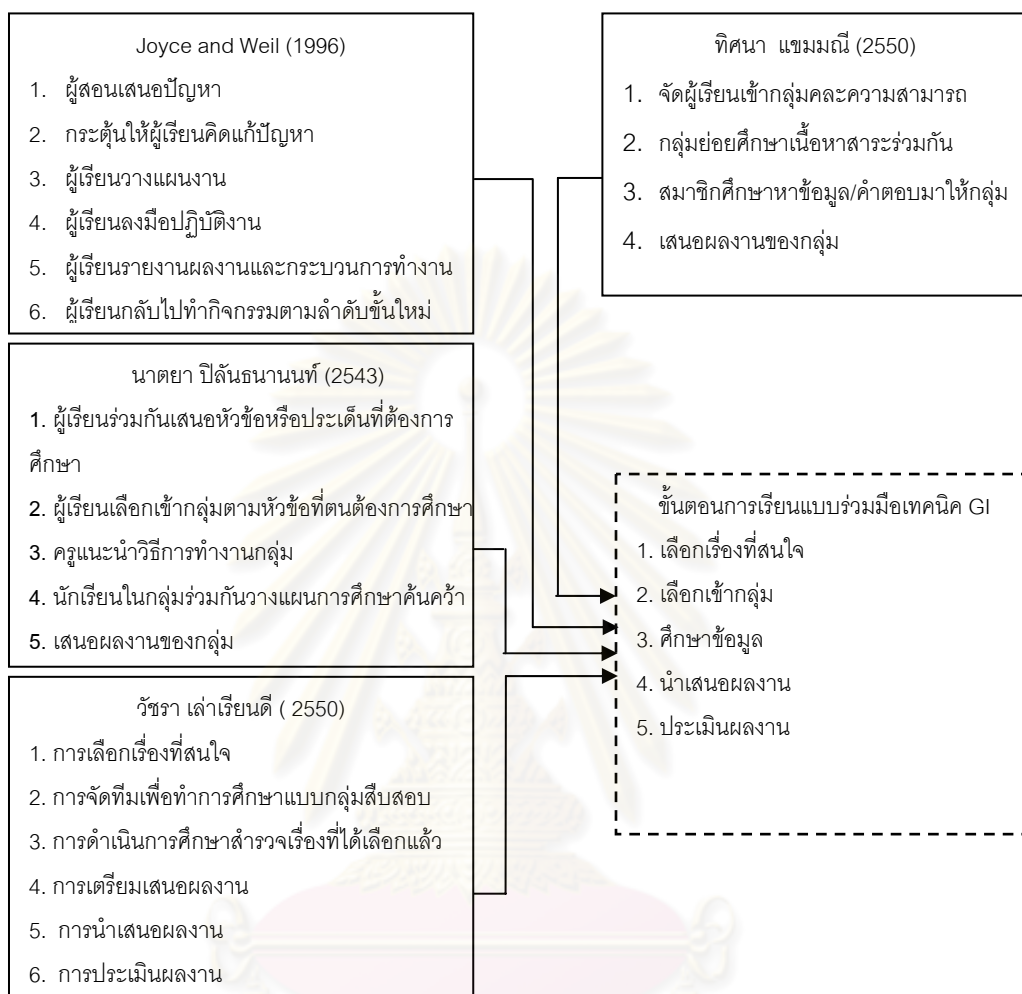 Joyce and Weil (1996)
1. ผู้สอนเสนอปัญหา
2. กระตุ้นให้ผู้เรียนคิดแก้ปัญหา
3. ผู้เรียนวางแผนงาน
4. ผู้เรียนลงมือปฏิบัติงาน
5. ผู้เรียนรายงานผลงานและกระบวนการทำงาน
6. ผู้เรียนกลับไปทำกิจกรรมตามลำดับขั้นใหม่
ทิศนา แขมมณี (2550)
1. จัดผู้เรียนเข้ากลุ่มคละความสามารถ
2. กลุ่มย่อยศึกษาเนื้อหาสาระร่วมกัน
3. สมาชิกศึกษาหาข้อมูล/คำตอบมาให้กลุ่ม
4. เสนอผลงานของกลุ่ม
นาตยา ปิลันธนานนท์ (2543)
1. ผู้เรียนร่วมกันเสนอหัวข้อหรือประเด็นที่ต้องการ
ศึกษา
2. ผู้เรียนเลือกเข้ากลุ่มตามหัวข้อที่ตนต้องการศึกษา
3. ครูแนะนำวิธีการทำงานกลุ่ม
4. นักเรียนในกลุ่มร่วมกันวางแผนการศึกษาค้นคว้า
5. เสนอผลงานของกลุ่ม
ขั้นตอนการเรียนแบบร่วมมือเทคนิค GI
1. เลือกเรื่องที่สนใจ
2. เลือกเข้ากลุ่ม
3. ศึกษาข้อมูล
4. นำเสนอผลงาน
5. ประเมินผลงาน
วัชรา เล่าเรียนดี ( 2550)
1. การเลือกเรื่องที่สนใจ
2. การจัดทีมเพื่อทำการศึกษาแบบกลุ่มสืบสอบ
3. การดำเนินการศึกษาสำรวจเรื่องที่ได้เลือกแล้ว
4. การเตรียมเสนอผลงาน
5. การนำเสนอผลงาน
6. การประเมินผลงาน